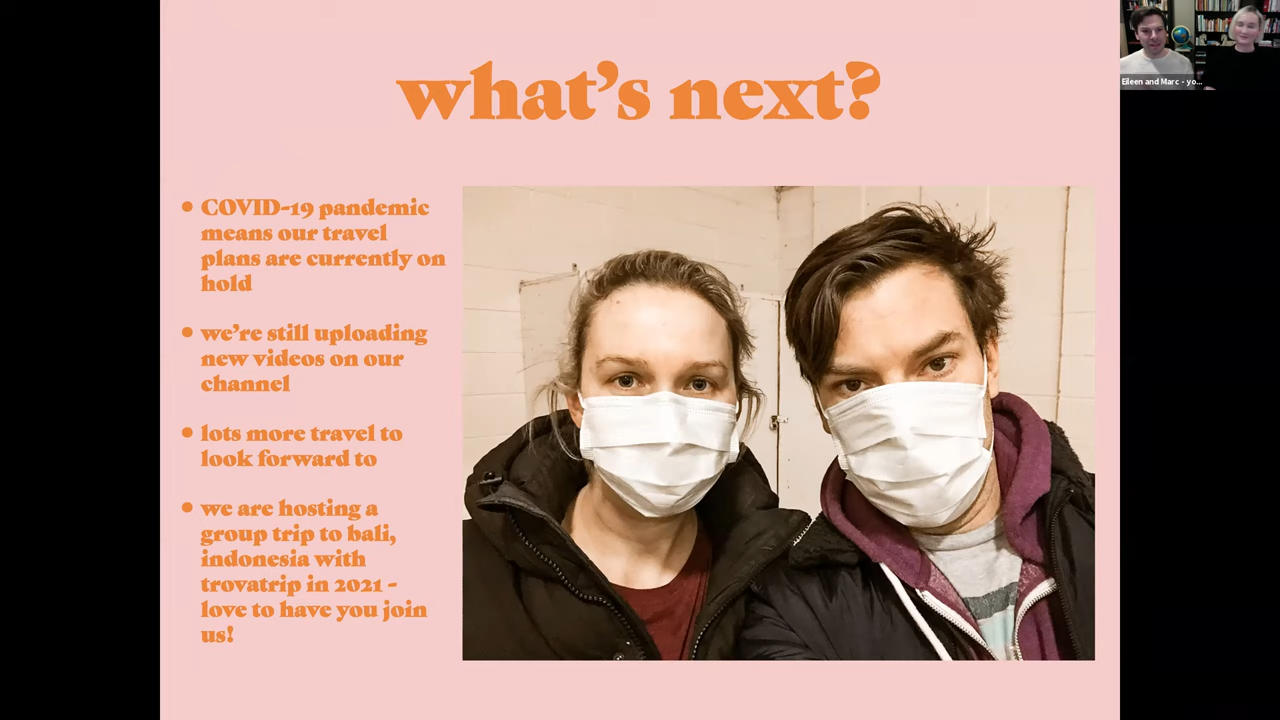 what's next?
• COVID-19 pandemic
means our travel
plans are currently on
hold
• we're still uploading
new videos on our
channel
• lots more travel to
look forward to
• we are hosting a
group trip to bali,
indonesia with
trovatrip in 2021 -
love to have you join
us!
Eileen and Marc - yo...